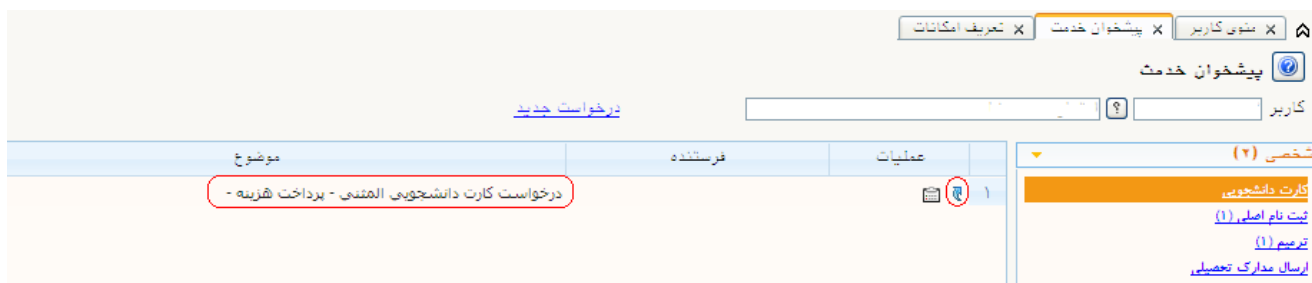 منوی کاربر پیشخوان خدمت تعریف امکانات
پیشخوان خدمت
کاربر درخواست جدید
شخصی (۲)
عملیات فرستنده موضوع
کارت دانشجویی
۱ درخواست کارت دانشجویی المثنی - پرداخت هزینه -
ثبت نام اصلی (۱)
ترمیم (۱)
ارسال مدارک تحصیلی